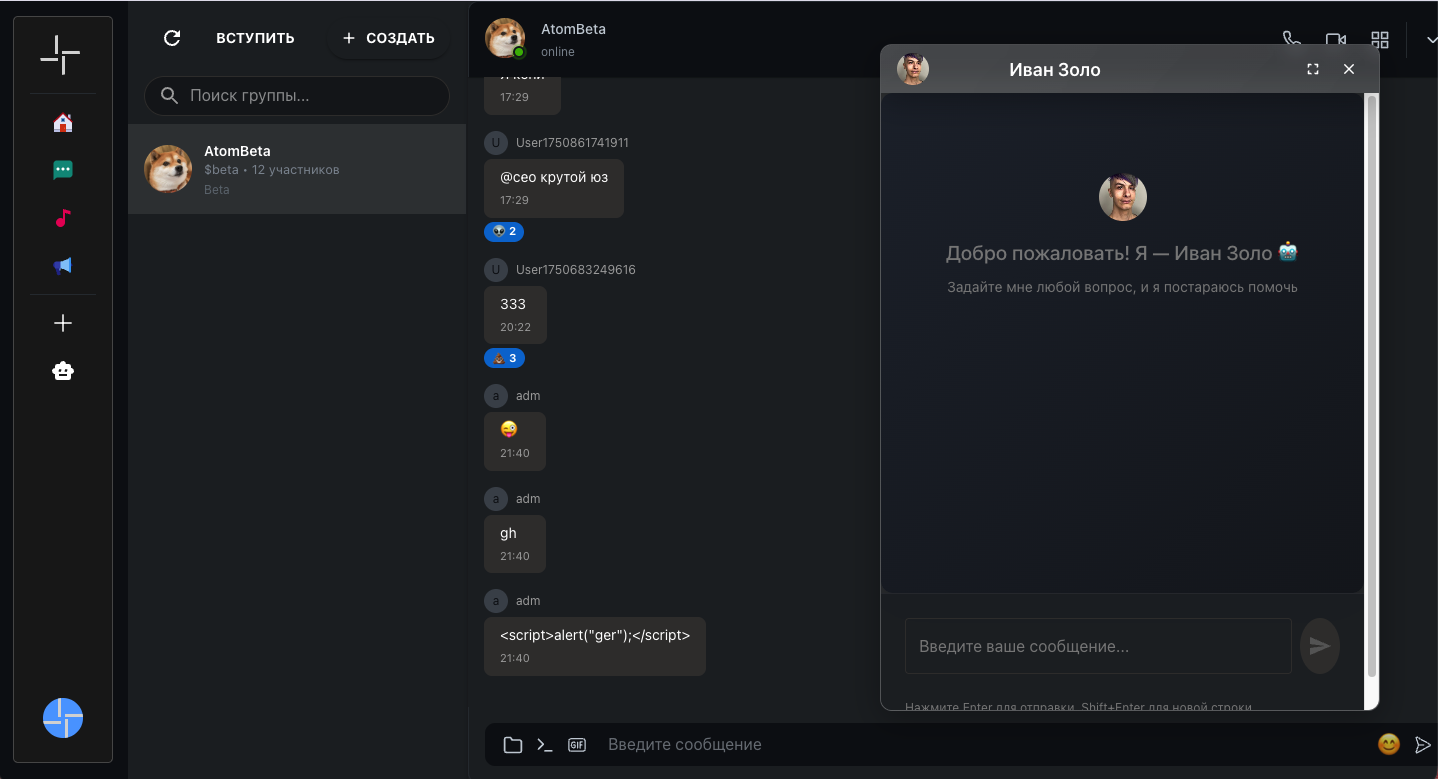 ВСТУПИТЬ
СОЗДАТЬ
Поиск группы...
AtomBeta
$beta • 12 участников
Beta
AtomBeta
online
17:29
User1750861741911
@сео крутой юз
17:29
2
User1750683249616
333
20:22
3
adm
21:40
adm
gh
21:40
adm
<script>alert("ger");</script>
21:40
GIF
Введите сообщение
Иван Золо
Добро пожаловать! Я — Иван Золо
Задайте мне любой вопрос, и я постараюсь помочь
Введите ваше сообщение...
Нажмите Enter для отправки, Shift+Enter для новой строки